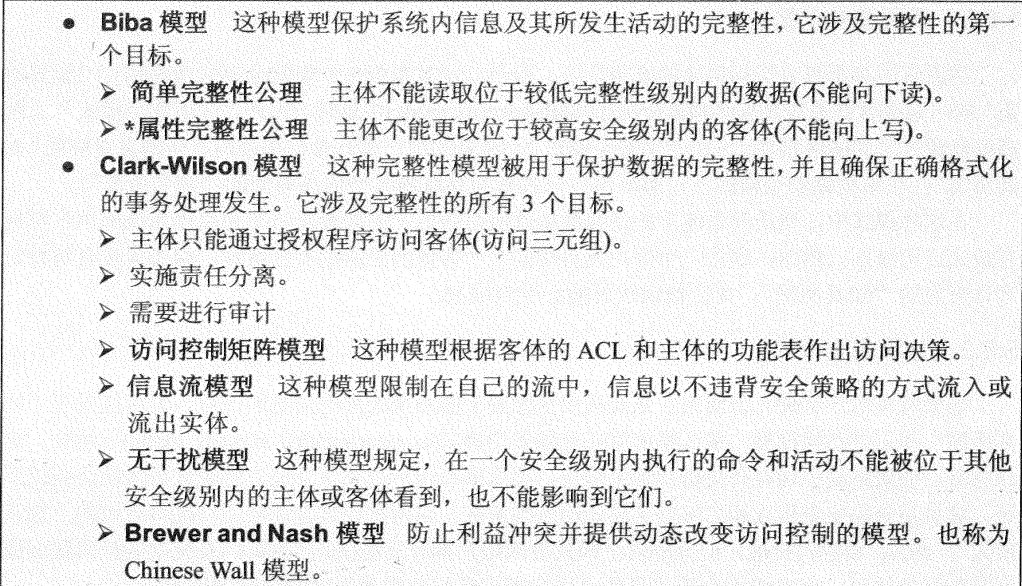 ● Biba 模型 这种模型保护系统内信息及其所发生活动的完整性，它涉及完整性的第一
个目标。
➢ 简单完整性公理 主体不能读取位于较低完整性级别内的数据(不能向下读)。
➢ *属性完整性公理 主体不能更改位于较高安全级别内的客体(不能向上写)。
● Clark-Wilson 模型 这种完整性模型被用于保护数据的完整性，并且确保正确格式化
的事务处理发生。它涉及完整性的所有 3 个目标。
➢ 主体只能通过授权程序访问客体(访问三元组)。
➢ 实施责任分离。
➢ 需要进行审计
➢ 访问控制矩阵模型 这种模型根据客体的 ACL 和主体的功能表作出访问决策。
➢ 信息流模型 这种模型限制在自己的流中，信息以不违背安全策略的方式流入或
流出实体。
➢ 无干扰模型 这种模型规定，在一个安全级别内执行的命令和活动不能被位于其他
安全级别内的主体或客体看到，也不能影响到它们。
➢ Brewer and Nash 模型 防止利益冲突并提供动态改变访问控制的模型。也称为
Chinese Wall 模型。